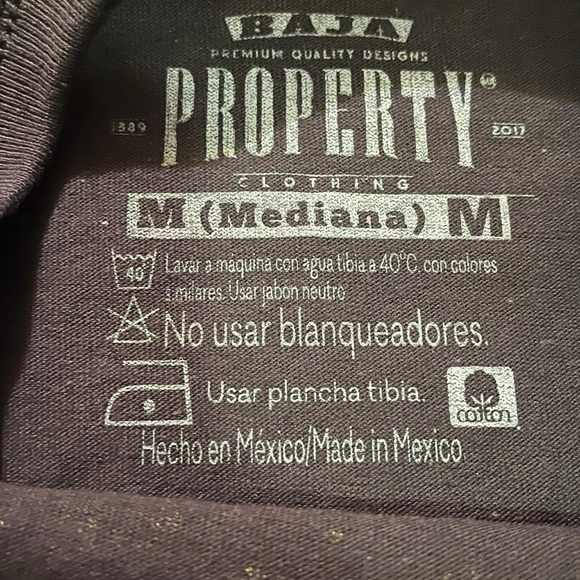 BAJA
PREMIUM QUALITY DESIGNS
PROPERTY
2017
CLOTHING
M (Mediana) M
40 Lavar a máquina con agua tibia a 40°C. con colores
similares. Usar jabon neutro
No usar blanqueadores.
Usar plancha tibia.
cotton
Hecho en México/Made in Mexico